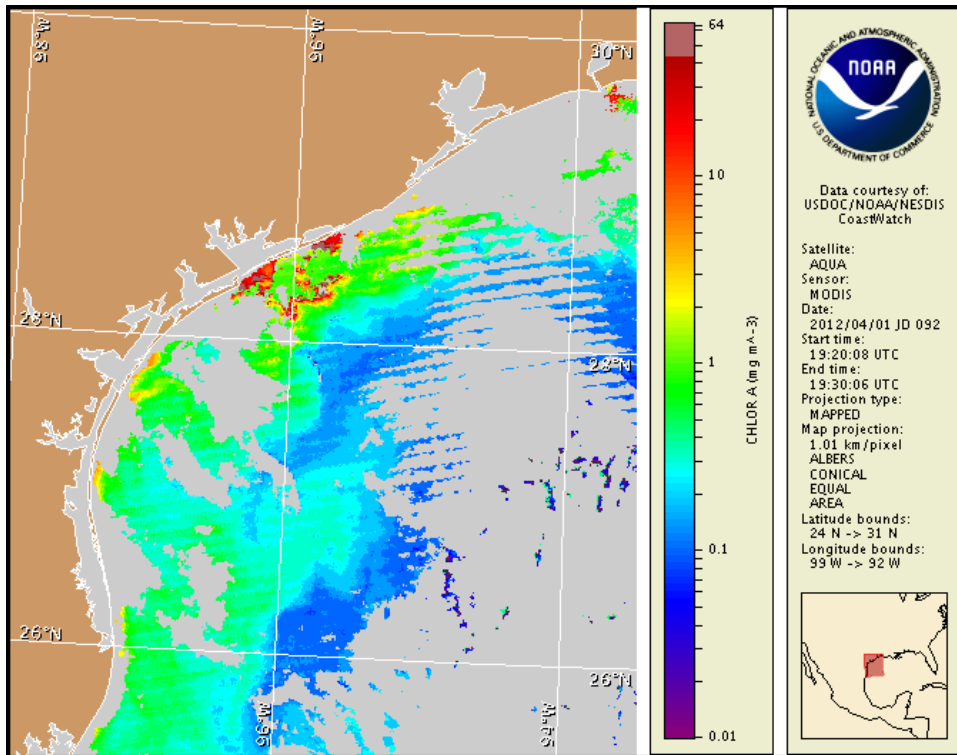 98°W
96°W
30°N
28°N
28°N
26°N
26°N
96°W
94°W
64
10
1
0.1
0.01
CHLOR A (mg m^-3)
NATIONAL OCEANIC AND ATMOSPHERIC ADMINISTRATION
NOAA
U.S. DEPARTMENT OF COMMERCE
Data courtesy of:
USDOC/NOAA/NESDIS
CoastWatch
Satellite:
AQUA
Sensor:
MODIS
Date:
2012/04/01 JD 092
Start time:
19:20:08 UTC
End time:
19:30:06 UTC
Projection type:
MAPPED
Map projection:
1.01 km/pixel
ALBERS
CONICAL
EQUAL
AREA
Latitude bounds:
24 N -> 31 N
Longitude bounds:
99 W -> 92 W